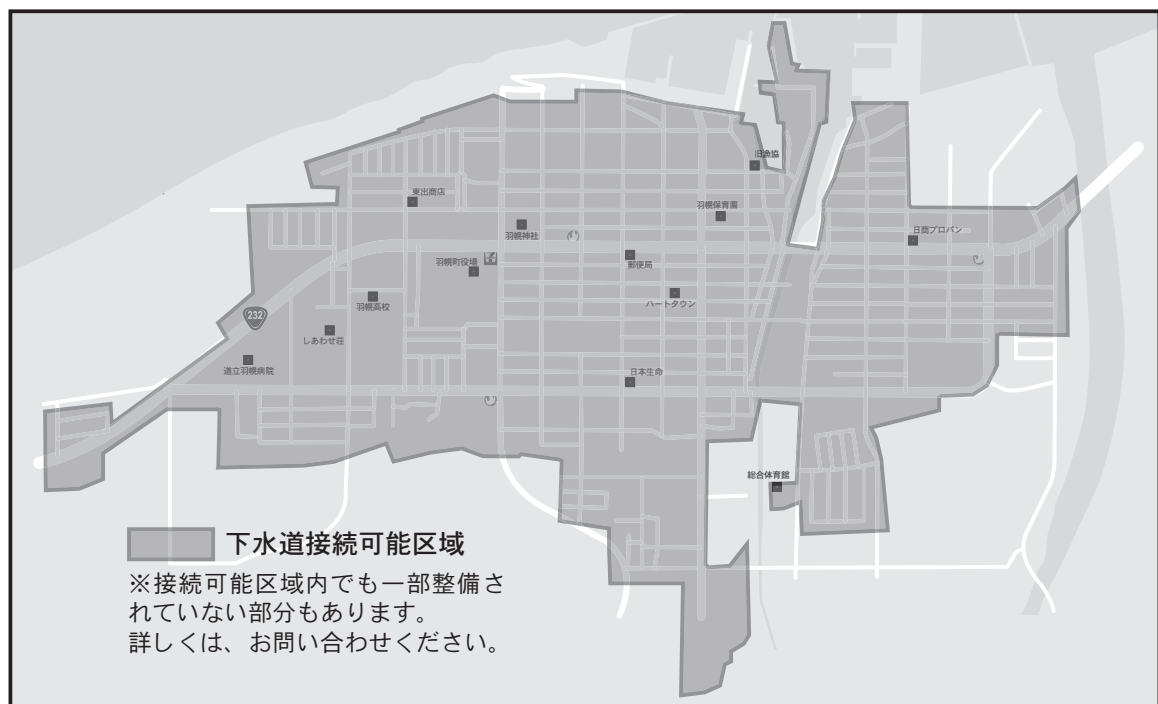 旧漁協
東出商店
羽幌保育園
羽幌神社
日商プロパン
羽幌町役場
郵便局
羽幌高校
ハートタウン
232
しあわせ荘
道立羽幌病院
日本生命
総合体育館
下水道接続可能区域
※接続可能区域内でも一部整備さ
れていない部分もあります。
詳しくは、お問い合わせください。